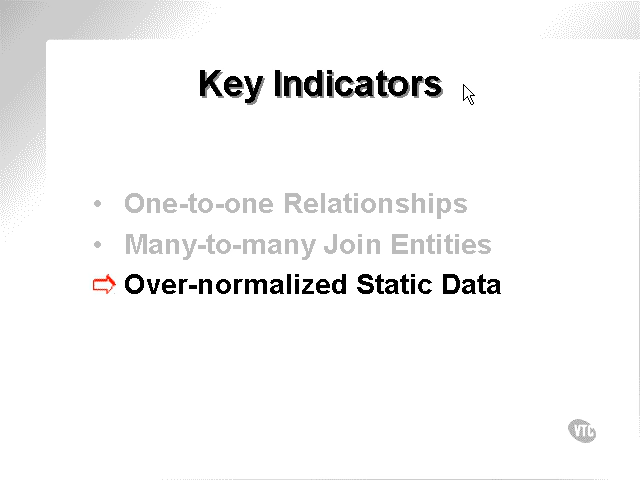 Key Indicators
• One-to-one Relationships
• Many-to-many Join Entities
⇨ Over-normalized Static Data
VTC